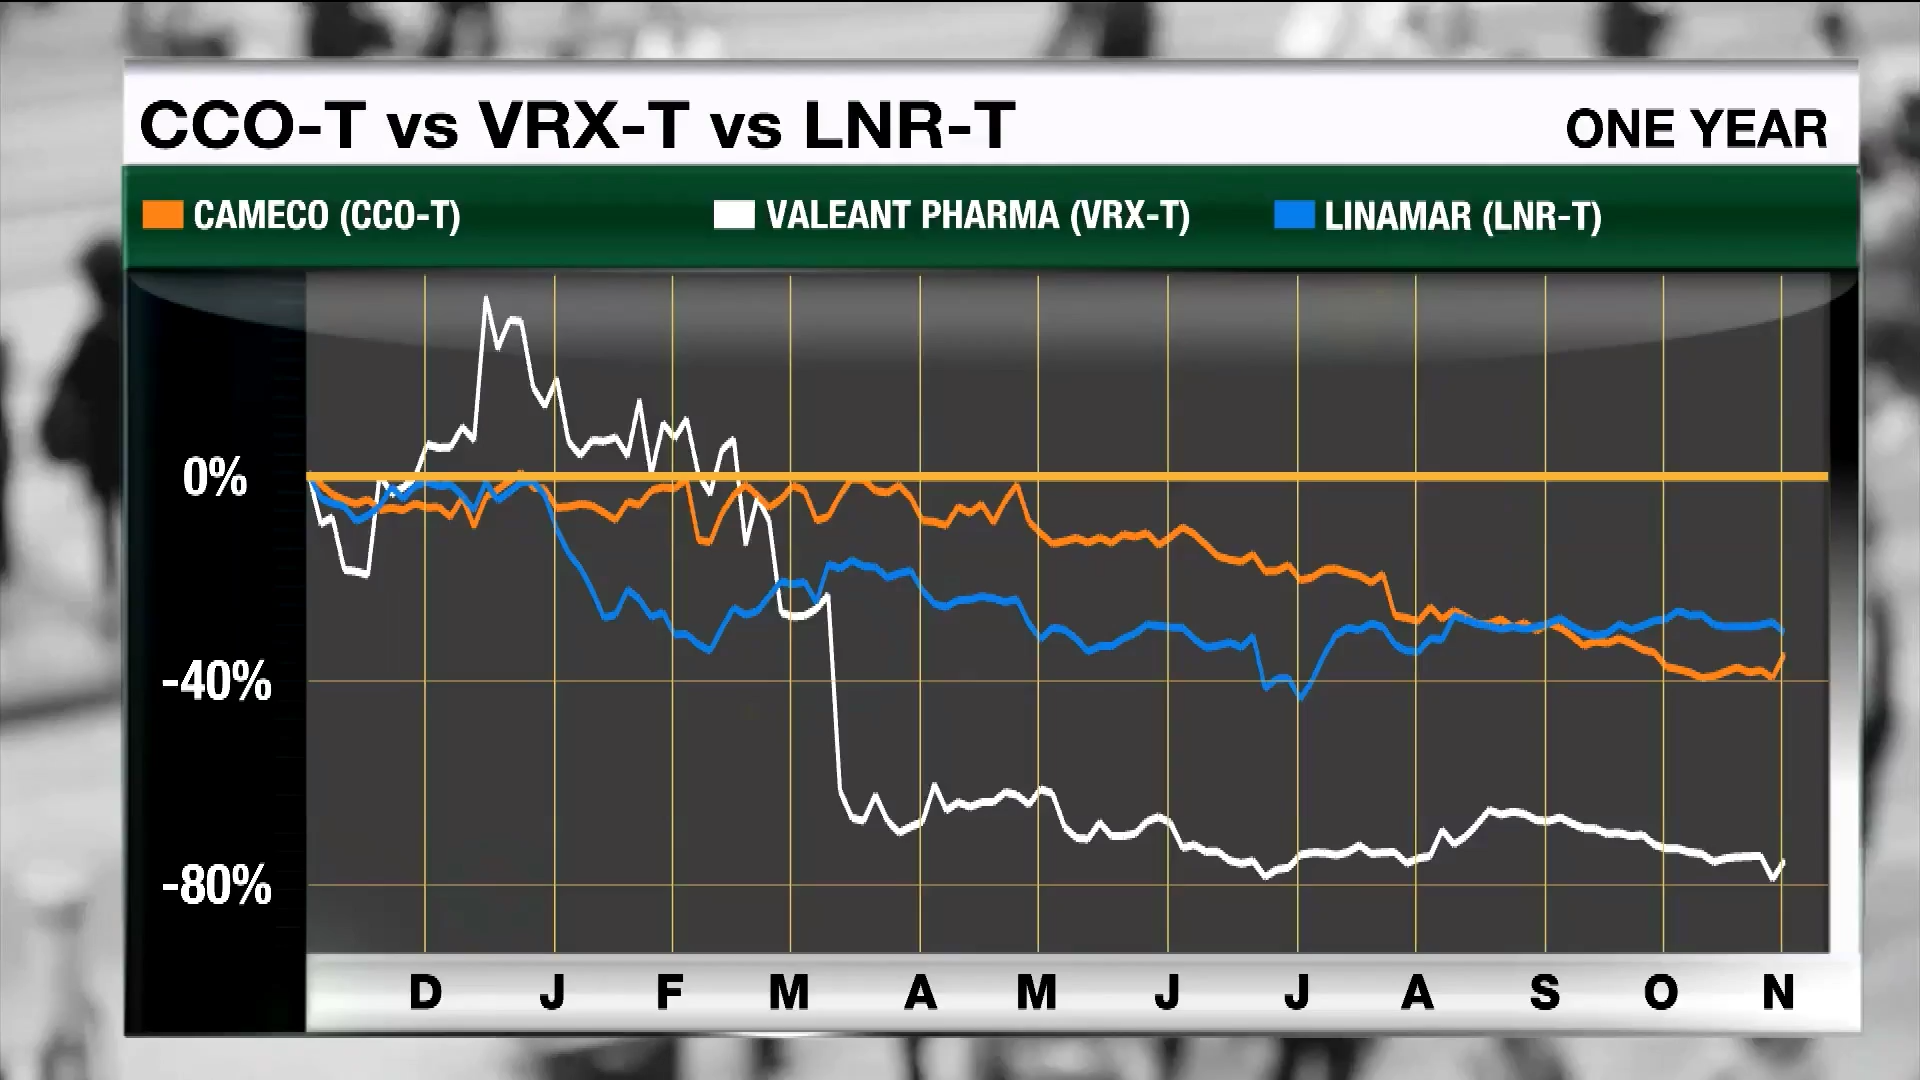 CCO-T vs VRX-T vs LNR-T ONE YEAR
CAMECO (CCO-T) VALEANT PHARMA (VRX-T) LINAMAR (LNR-T)
0%
-40%
-80%
D J F M A M J J A S O N